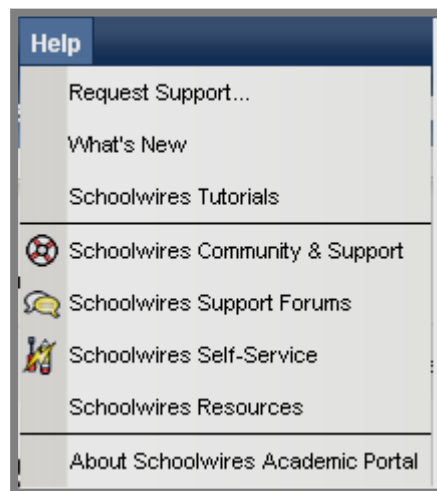 Help
Request Support...
What's New
Schoolwires Tutorials
Schoolwires Community & Support
Schoolwires Support Forums
Schoolwires Self-Service
Schoolwires Resources
About Schoolwires Academic Portal